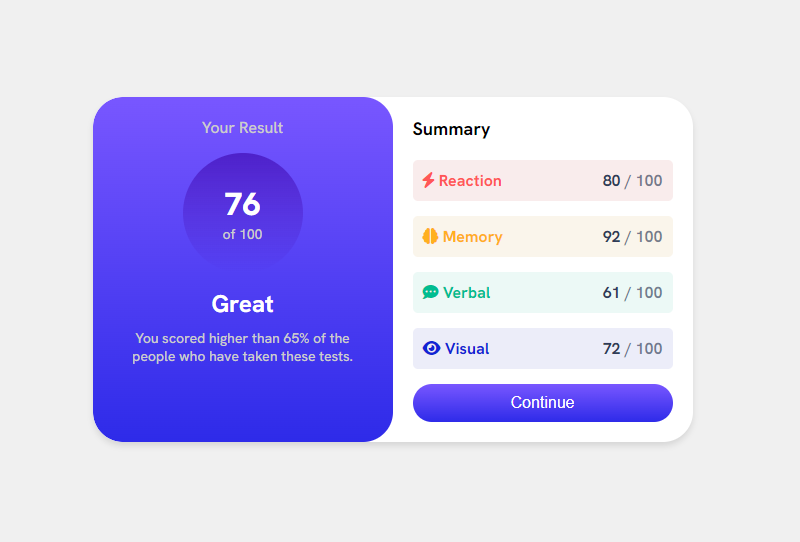 Your Result
76
of 100
Great
You scored higher than 65% of the
people who have taken these tests.
Summary
Reaction 80 / 100
Memory 92 / 100
Verbal 61 / 100
Visual 72 / 100
Continue